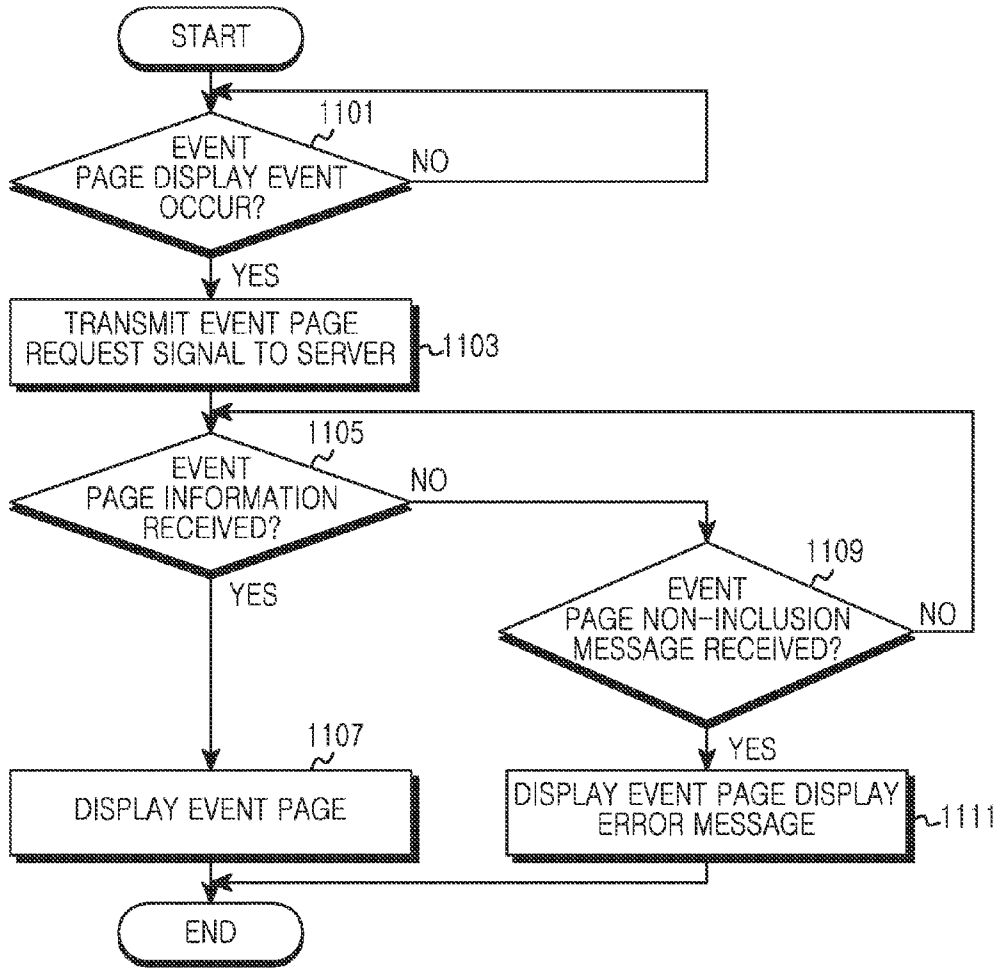 START
1101
EVENT
PAGE DISPLAY EVENT
OCCUR?
NO
YES
TRANSMIT EVENT PAGE
REQUEST SIGNAL TO SERVER
1103
1105
EVENT
PAGE INFORMATION
RECEIVED?
NO
YES
1109
EVENT
PAGE NON-INCLUSION
MESSAGE RECEIVED?
NO
YES
1107
DISPLAY EVENT PAGE
DISPLAY EVENT PAGE DISPLAY
ERROR MESSAGE
1111
END